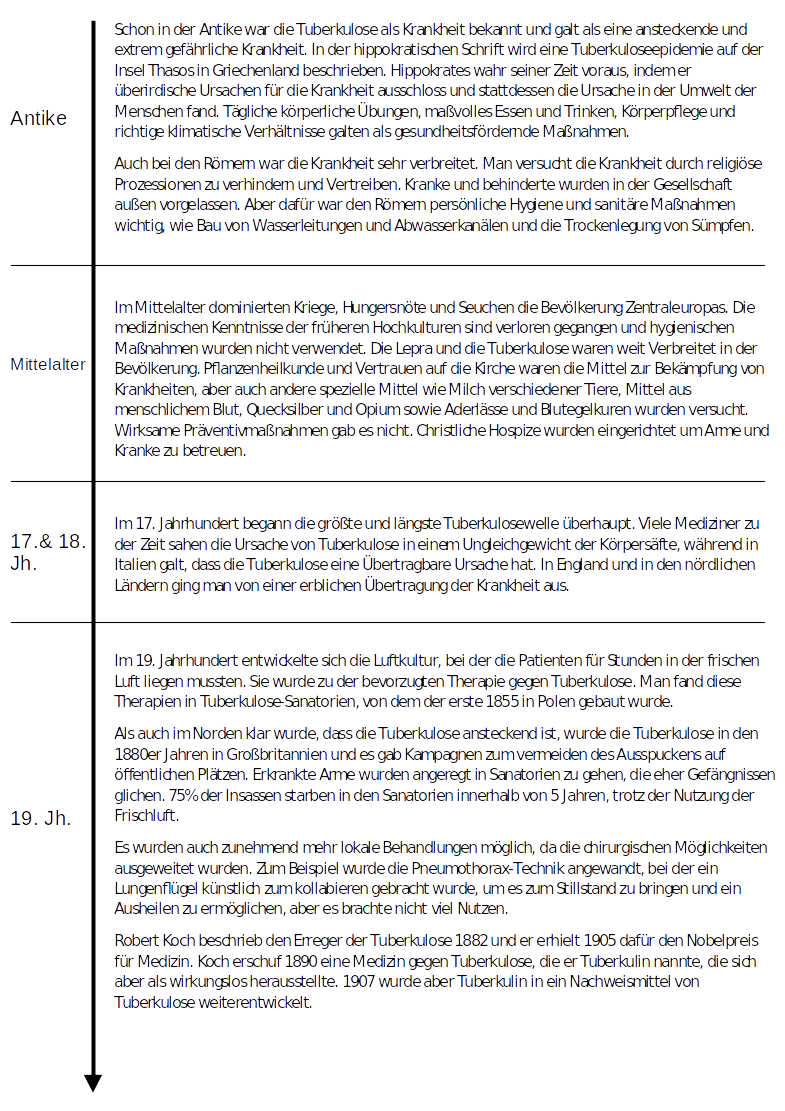 Antike
Schon in der Antike war die Tuberkulose als Krankheit bekannt und galt als eine ansteckende und
extrem gefährliche Krankheit. In der hippokratischen Schrift wird eine Tuberkuloseepidemie auf der
Insel Thasos in Griechenland beschrieben. Hippokrates wahr seiner Zeit voraus, indem er
überirdische Ursachen für die Krankheit ausschloss und stattdessen die Ursache in der Umwelt der
Menschen fand. Tägliche körperliche Übungen, maßvolles Essen und Trinken, Körperpflege und
richtige klimatische Verhältnisse galten als gesundheitsfördernde Maßnahmen.
Auch bei den Römern war die Krankheit sehr verbreitet. Man versucht die Krankheit durch religiöse
Prozessionen zu verhindern und Vertreiben. Kranke und behinderte wurden in der Gesellschaft
außen vorgelassen. Aber dafür war den Römern persönliche Hygiene und sanitäre Maßnahmen
wichtig, wie Bau von Wasserleitungen und Abwasserkanälen und die Trockenlegung von Sümpfen.
Mittelalter
Im Mittelalter dominierten Kriege, Hungersnöte und Seuchen die Bevölkerung Zentraleuropas. Die
medizinischen Kenntnisse der früheren Hochkulturen sind verloren gegangen und hygienischen
Maßnahmen wurden nicht verwendet. Die Lepra und die Tuberkulose waren weit Verbreitet in der
Bevölkerung. Pflanzenheilkunde und Vertrauen auf die Kirche waren die Mittel zur Bekämpfung von
Krankheiten, aber auch andere spezielle Mittel wie Milch verschiedener Tiere, Mittel aus
menschlichem Blut, Quecksilber und Opium sowie Aderlässe und Blutegelkuren wurden versucht.
Wirksame Präventivmaßnahmen gab es nicht. Christliche Hospize wurden eingerichtet um Arme und
Kranke zu betreuen.
17.& 18.
Jh.
Im 17. Jahrhundert begann die größte und längste Tuberkulosewelle überhaupt. Viele Mediziner zu
der Zeit sahen die Ursache von Tuberkulose in einem Ungleichgewicht der Körpersäfte, während in
Italien galt, dass die Tuberkulose eine Übertragbare Ursache hat. In England und in den nördlichen
Ländern ging man von einer erblichen Übertragung der Krankheit aus.
19. Jh.
Im 19. Jahrhundert entwickelte sich die Luftkultur, bei der die Patienten für Stunden in der frischen
Luft liegen mussten. Sie wurde zu der bevorzugten Therapie gegen Tuberkulose. Man fand diese
Therapien in Tuberkulose-Sanatorien, von dem der erste 1855 in Polen gebaut wurde.
Als auch im Norden klar wurde, dass die Tuberkulose ansteckend ist, wurde die Tuberkulose in den
1880er Jahren in Großbritannien und es gab Kampagnen zum vermeiden des Ausspuckens auf
öffentlichen Plätzen. Erkrankte Arme wurden angeregt in Sanatorien zu gehen, die eher Gefängnissen
glichen. 75% der Insassen starben in den Sanatorien innerhalb von 5 Jahren, trotz der Nutzung der
Frischluft.
Es wurden auch zunehmend mehr lokale Behandlungen möglich, da die chirurgischen Möglichkeiten
ausgeweitet wurden. Zum Beispiel wurde die Pneumothorax-Technik angewandt, bei der ein
Lungenflügel künstlich zum kollabieren gebracht wurde, um es zum Stillstand zu bringen und ein
Ausheilen zu ermöglichen, aber es brachte nicht viel Nutzen.
Robert Koch beschrieb den Erreger der Tuberkulose 1882 und er erhielt 1905 dafür den Nobelpreis
für Medizin. Koch erschuf 1890 eine Medizin gegen Tuberkulose, die er Tuberkulin nannte, die sich
aber als wirkungslos herausstellte. 1907 wurde aber Tuberkulin in ein Nachweismittel von
Tuberkulose weiterentwickelt.